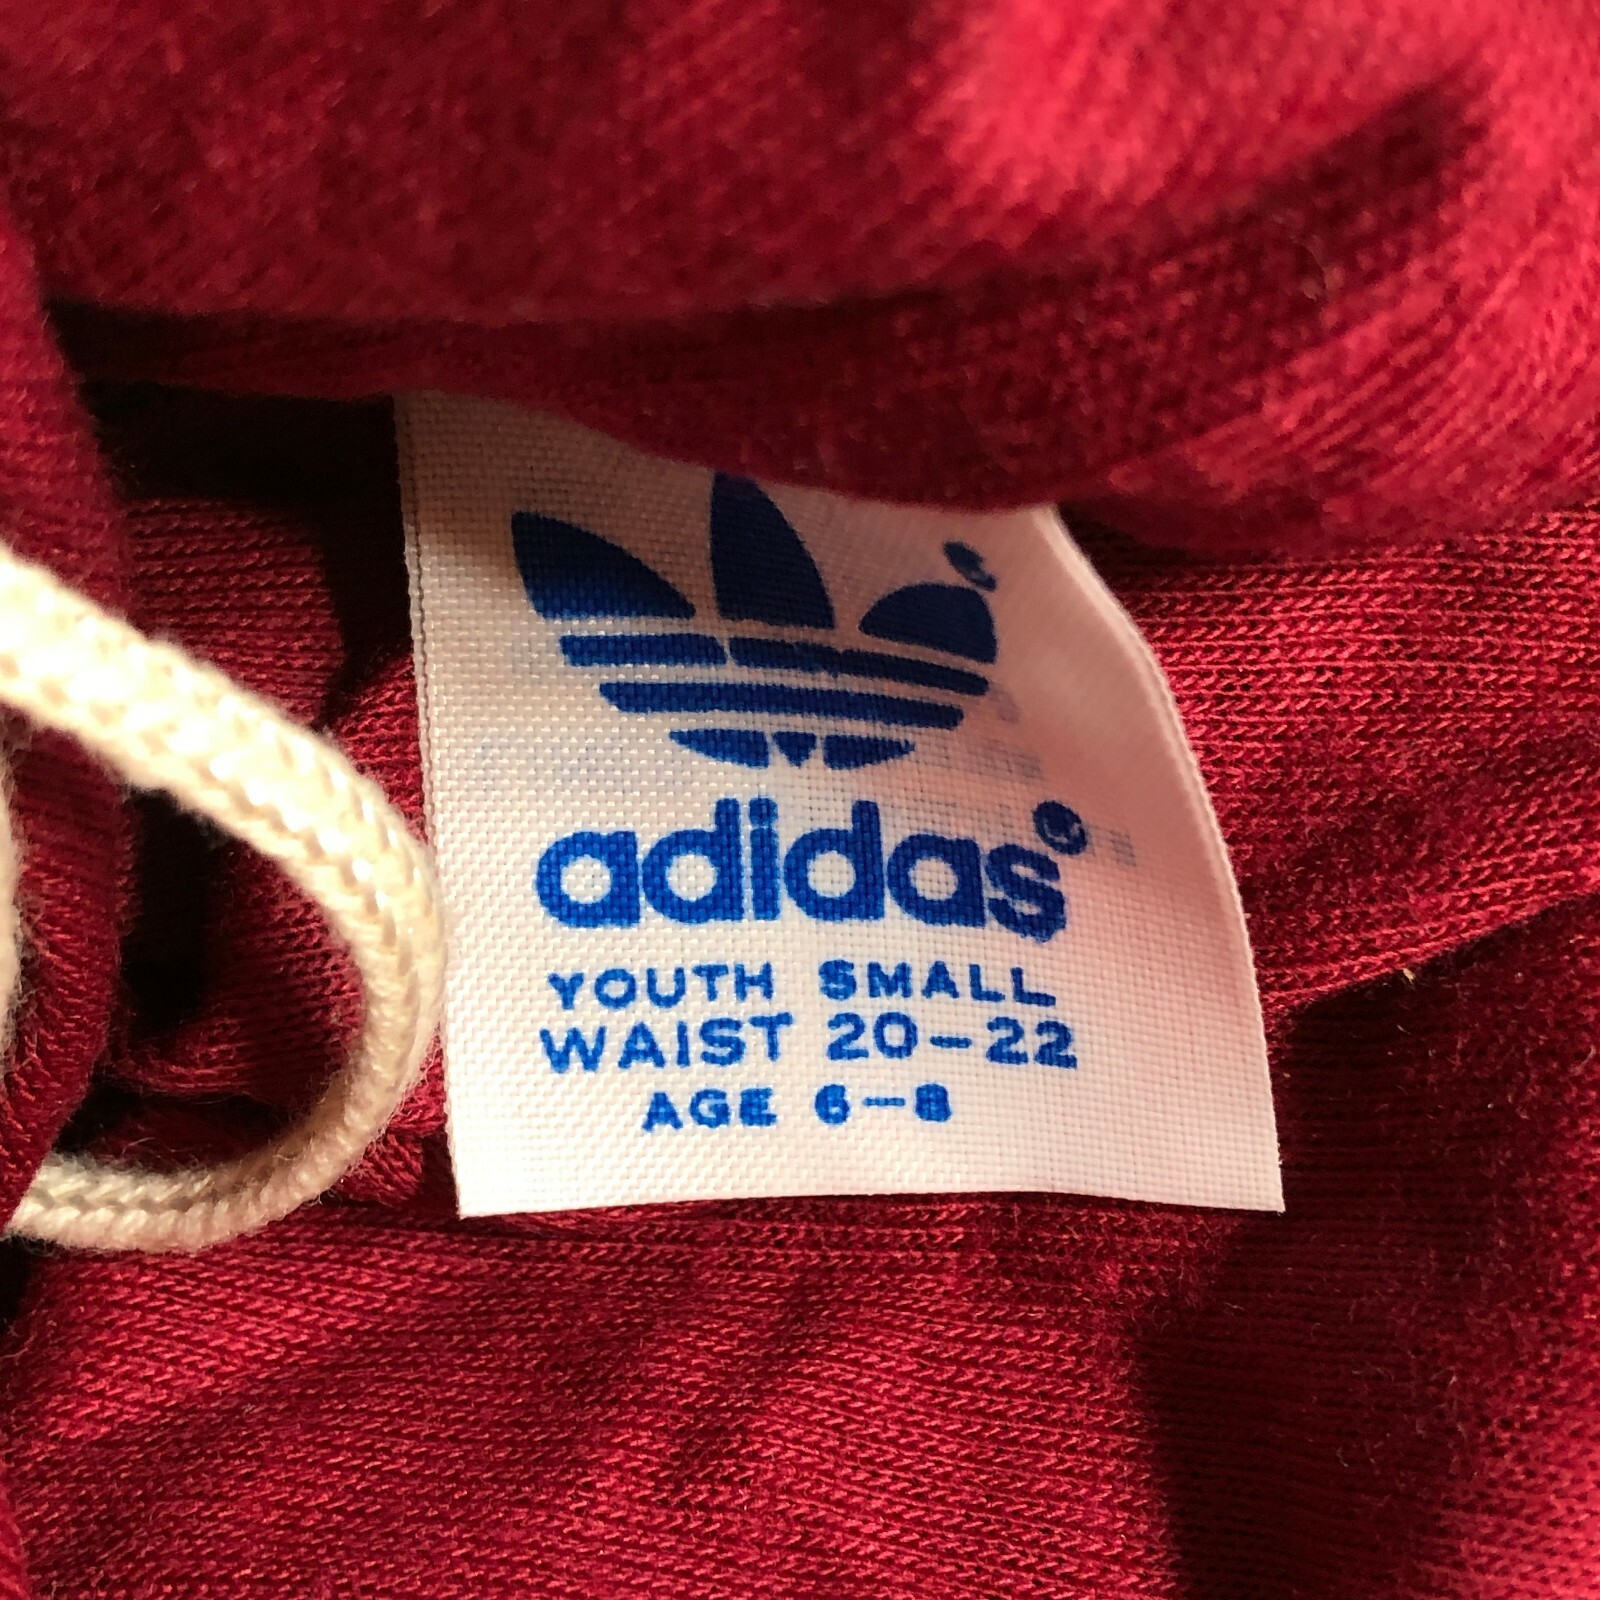 adidas
YOUTH SMALL
WAIST 20-22
AGE 6-8